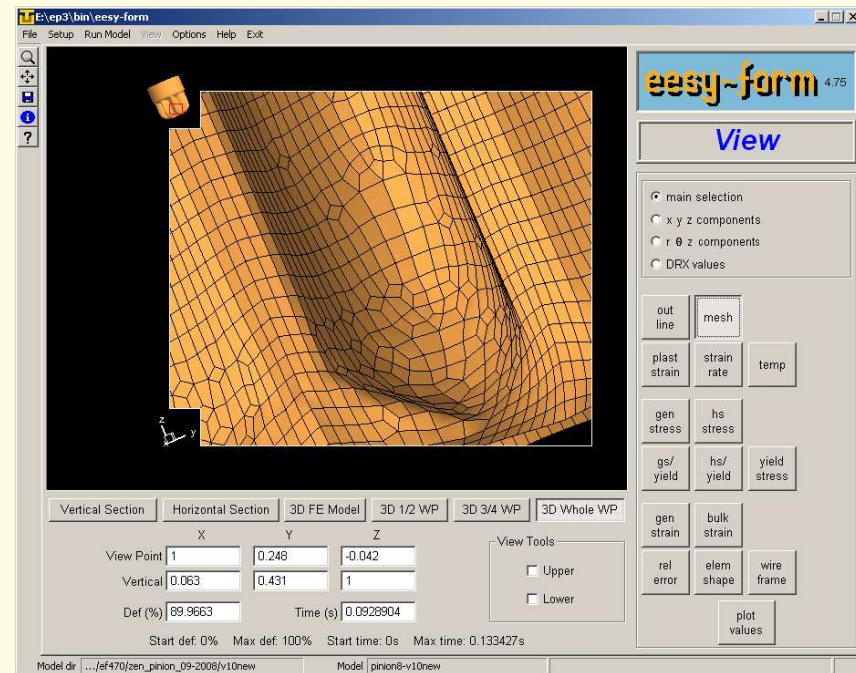 E:\ep3\bin\eesy-form
File Setup Run Model View Options Help Exit
eesy-form 4.75
View
main selection
x y z components
r θ z components
DRX values
out line
mesh
plast strain
strain rate
temp
gen stress
hs stress
gs/ yield
hs/ yield
yield stress
gen strain
bulk strain
rel error
elem shape
wire frame
plot values
z
y
Vertical Section
Horizontal Section
3D FE Model
3D 1/2 WP
3D 3/4 WP
3D Whole WP
X Y Z
View Point 1 0.248 -0.042
Vertical 0.063 0.431 1
Def (%) 89.9663 Time (s) 0.0928904
View Tools
Upper
Lower
Start def: 0% Max def: 100% Start time: 0s Max time: 0.133427s
Model dir .../ef470/zen_pinion_09-2008/v10new Model pinion8-v10new